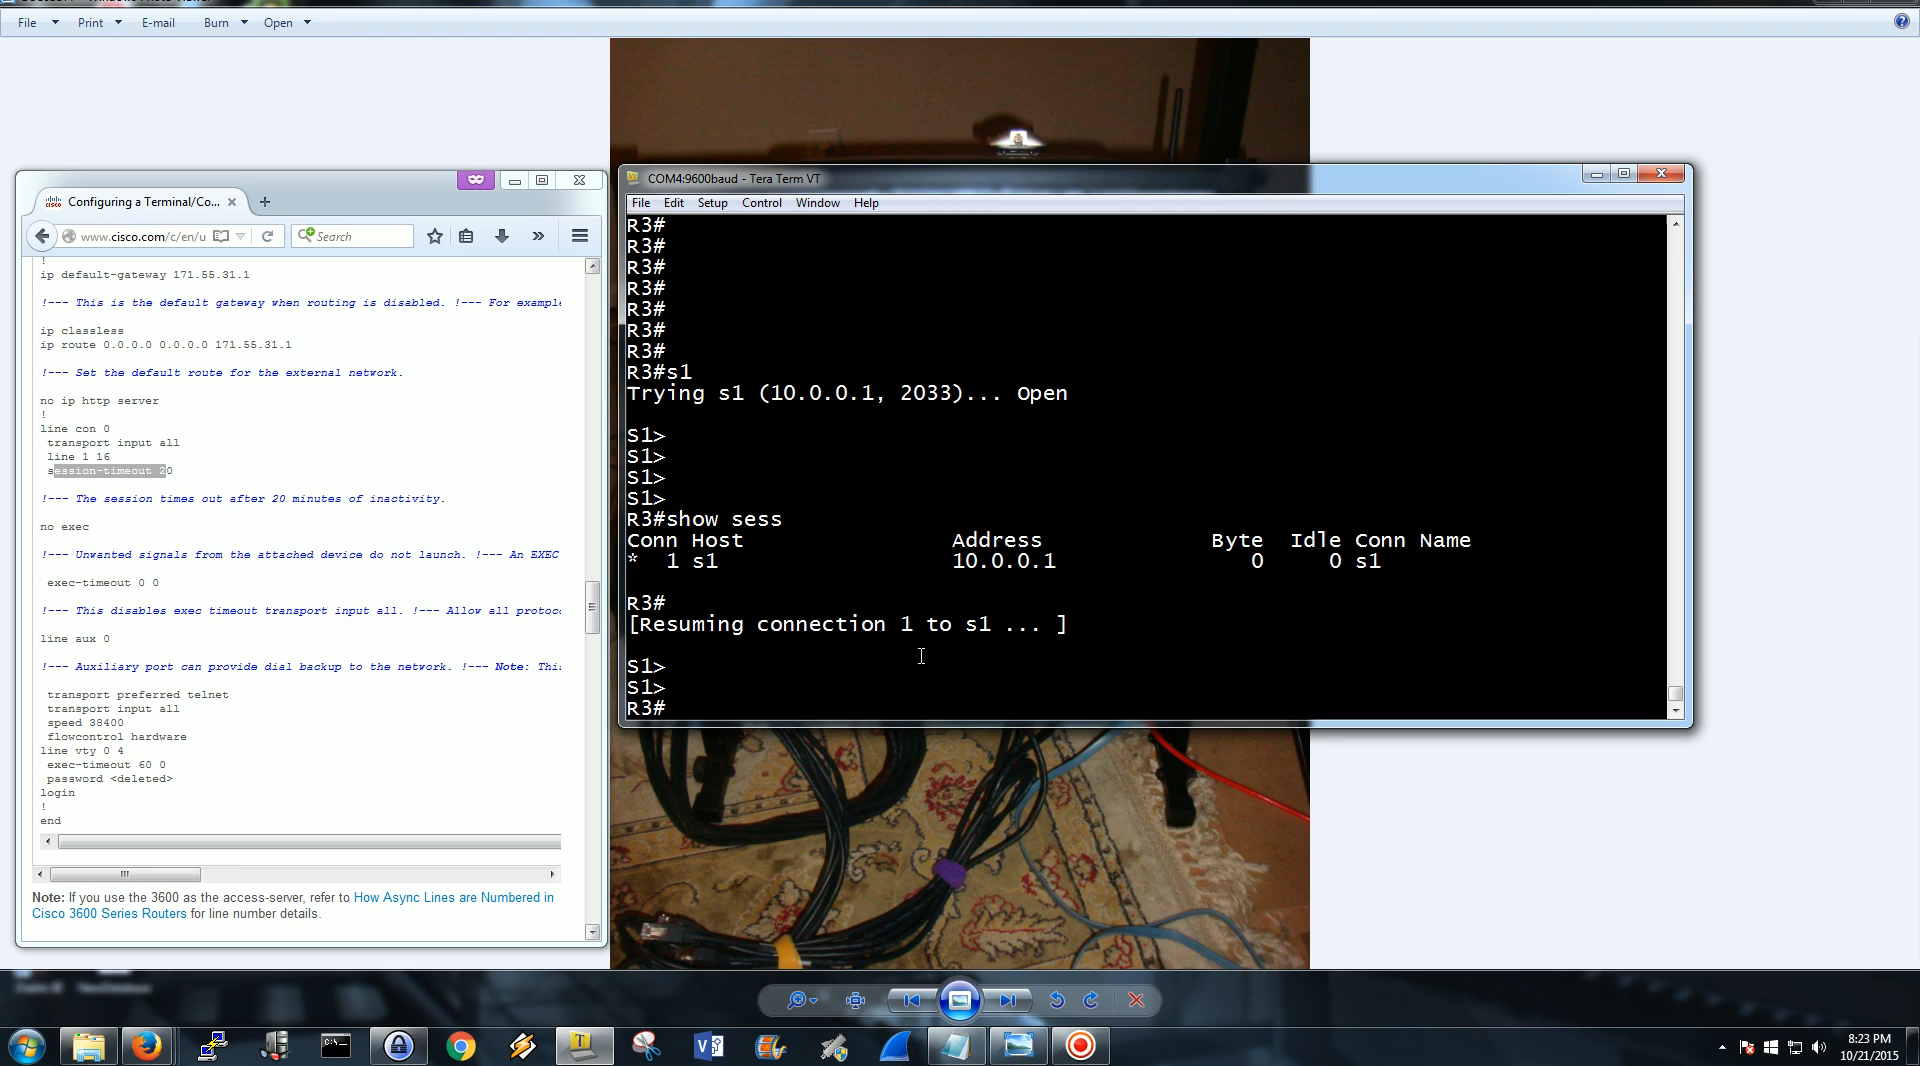 File Print E-mail Burn Open
Configuring a Terminal/Co...
www.cisco.com/c/en/u Search
!
ip default-gateway 171.55.31.1
!--- This is the default gateway when routing is disabled. !--- For example
ip classless
ip route 0.0.0.0 0.0.0.0 171.55.31.1
!--- Set the default route for the external network.
no ip http server
!
line con 0
transport input all
line 1 16
session-timeout 20
!--- The session times out after 20 minutes of inactivity.
no exec
!--- Unwanted signals from the attached device do not launch. !--- An EXEC
exec-timeout 0 0
!--- This disables exec timeout transport input all. !--- Allow all protoc
line aux 0
!--- Auxiliary port can provide dial backup to the network. !--- Note: Thi
transport preferred telnet
transport input all
speed 38400
flowcontrol hardware
line vty 0 4
exec-timeout 60 0
password <deleted>
login
!
end
Note: If you use the 3600 as the access-server, refer to How Async Lines are Numbered in
Cisco 3600 Series Routers for line number details.
COM4:9600baud - Tera Term VT
File Edit Setup Control Window Help
R3#
R3#
R3#
R3#
R3#
R3#
R3#
R3#s1
Trying s1 (10.0.0.1, 2033)... Open
S1>
S1>
S1>
S1>
R3#show sess
Conn Host Address Byte Idle Conn Name
* 1 s1 10.0.0.1 0 0 s1
R3#
[Resuming connection 1 to s1 ... ]
S1>
S1>
R3#
8:23 PM
10/21/2015